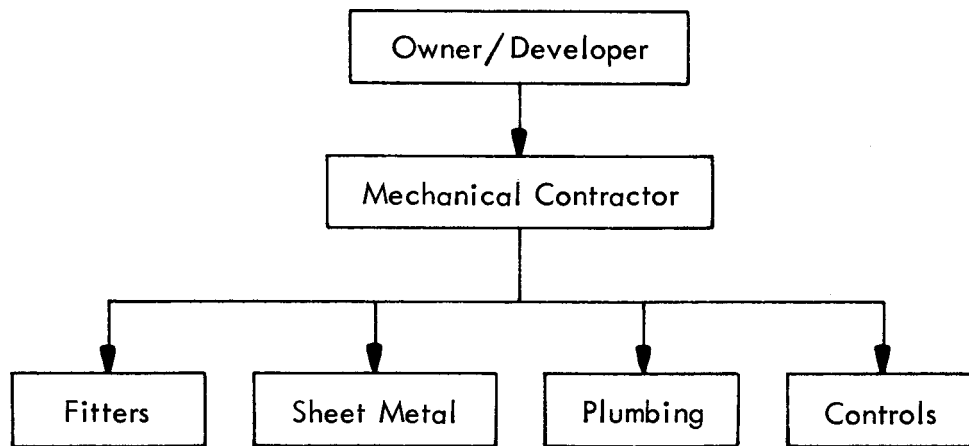 Owner/Developer
Mechanical Contractor
Fitters
Sheet Metal
Plumbing
Controls